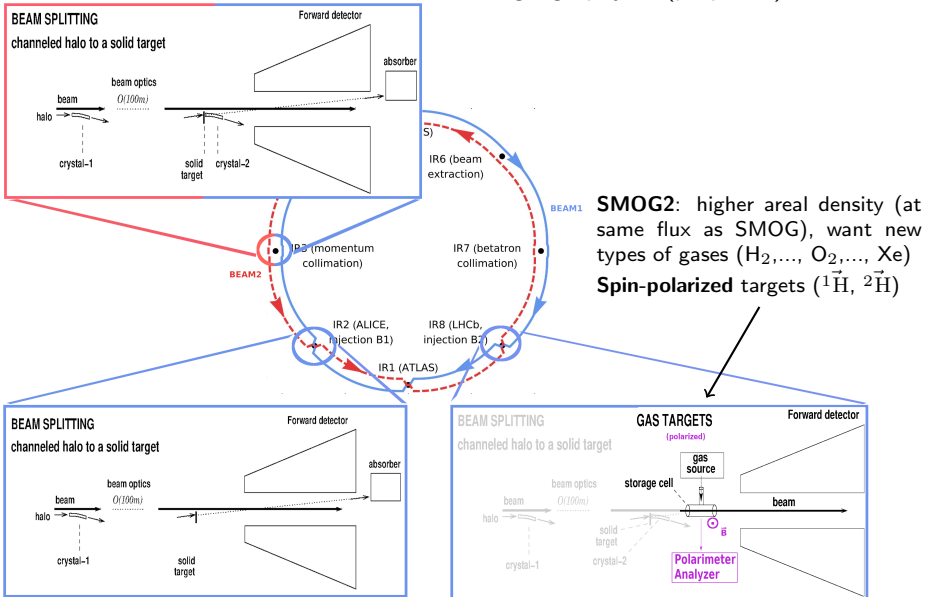 BEAM SPLITTING
channeled halo to a solid target
Forward detector
absorber
beam optics
O(100m)
beam
halo
crystal-1
solid
target
crystal-2
S)
IR6 (beam
extraction)
BEAM1
IR3 (momentum
collimation)
IR7 (betatron
collimation)
BEAM2
IR2 (ALICE,
injection B1)
IR8 (LHCb,
injection B2)
IR1 (ATLAS)
SMOG2: higher areal density (at
same flux as SMOG), want new
types of gases (H₂,..., O₂,..., Xe)
Spin-polarized targets (¹H⃗, ²H⃗)
BEAM SPLITTING
channeled halo to a solid target
Forward detector
absorber
beam optics
O(100m)
beam
halo
crystal-1
solid
target
BEAM SPLITTING
channeled halo to a solid target
GAS TARGETS
(polarized)
Forward detector
gas
source
storage cell
beam optics
O(100m)
beam
halo
beam
B⃗
solid
target
crystal-2
crystal-1
Polarimeter
Analyzer